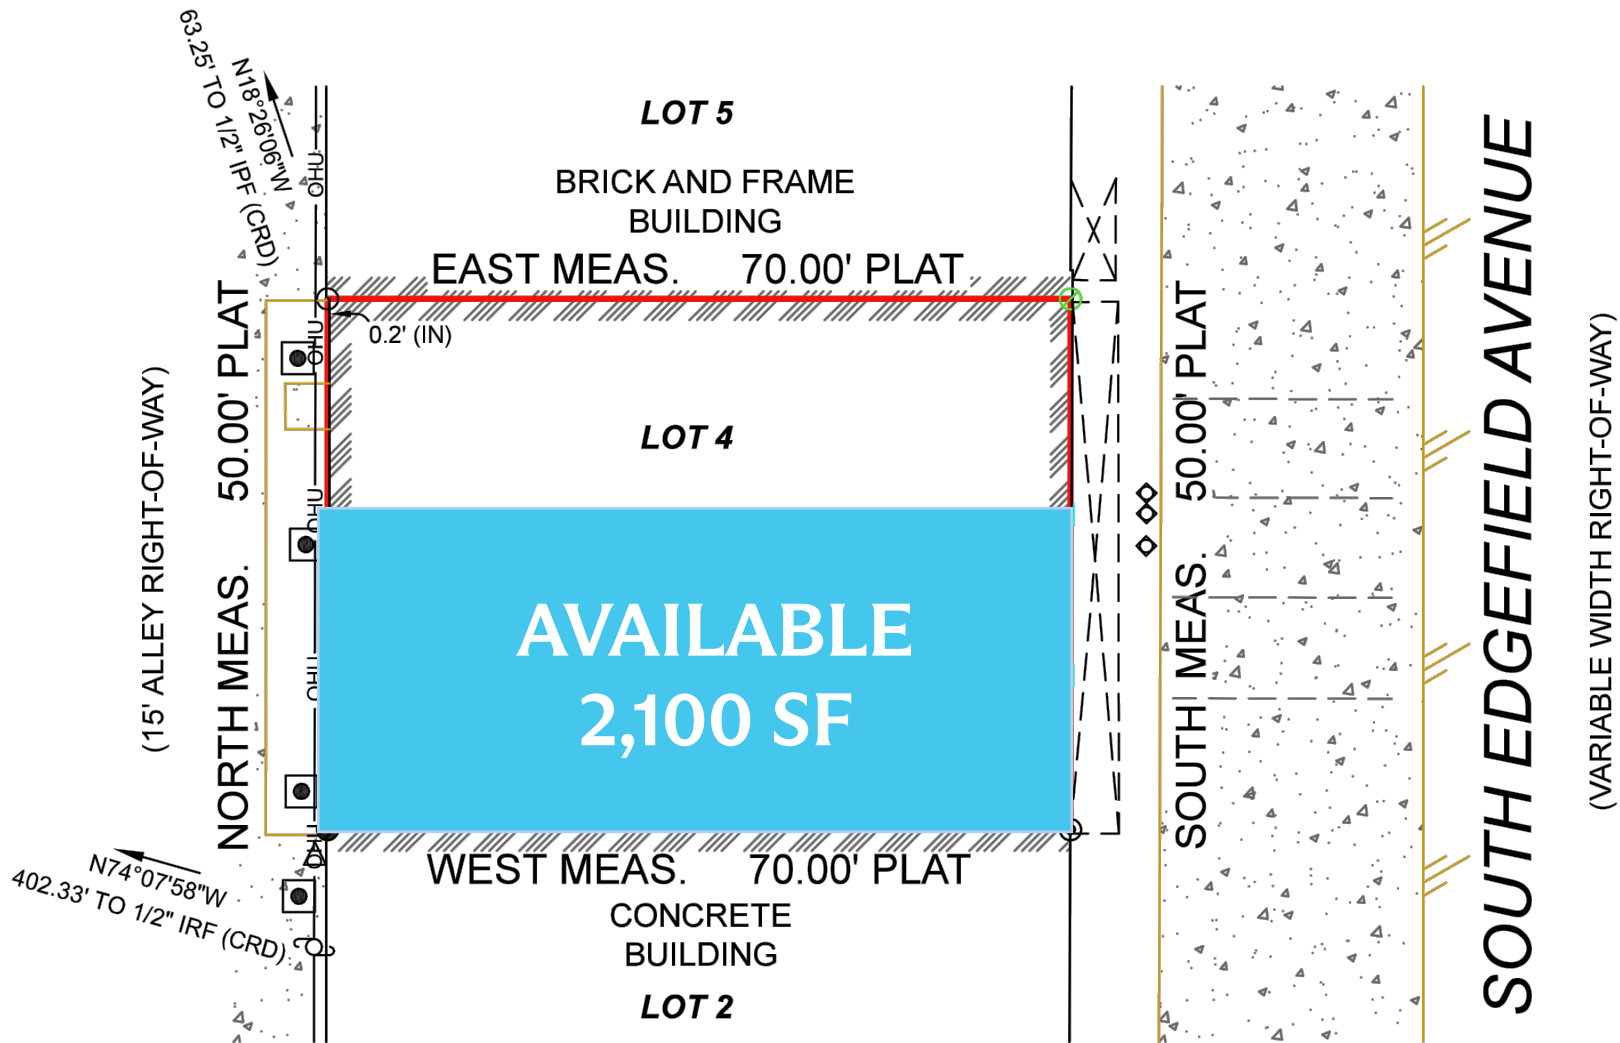 63.25' TO 1/2" IPF (CRD)
N18°26'06"W
OHU
LOT 5
BRICK AND FRAME
BUILDING
EAST MEAS. 70.00' PLAT
0.2' (IN)
OHU
LOT 4
OHU
AVAILABLE
2,100 SF
OHU
OHU
WEST MEAS. 70.00' PLAT
CONCRETE
BUILDING
LOT 2
(15' ALLEY RIGHT-OF-WAY)
NORTH MEAS. 50.00' PLAT
N74°07'58"W
402.33' TO 1/2" IRF (CRD)
SOUTH MEAS. 50.00' PLAT
SOUTH EDGEFIELD AVENUE
(VARIABLE WIDTH RIGHT-OF-WAY)